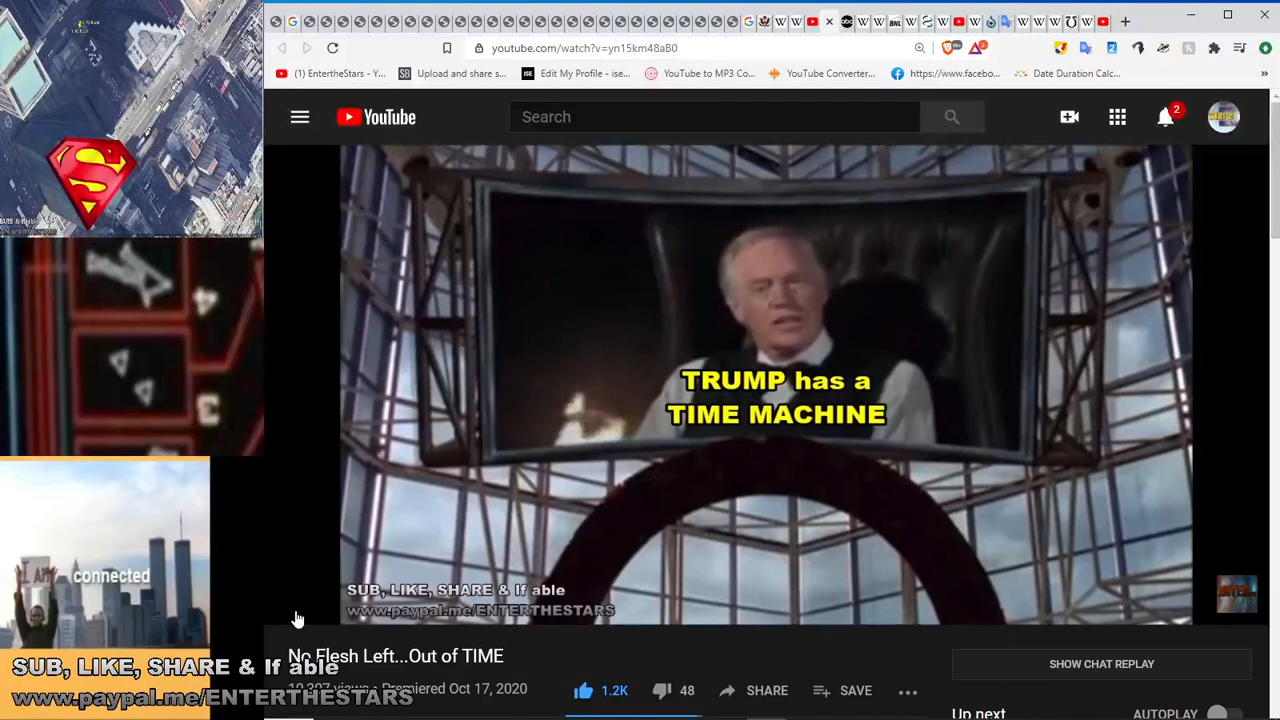 youtube.com/watch?v=yn15km48aB0
(1) EntertheStars - Y...
Upload and share s...
Edit My Profile - ise...
YouTube to MP3 Co...
YouTube Converter...
https://www.facebo...
Date Duration Calc...
YouTube
Search
2
TRUMP has a
TIME MACHINE
SUB, LIKE, SHARE & If able
www.paypal.me/ENTERTHESTARS
No Flesh Left...Out of TIME
Premiered Oct 17, 2020
1.2K
48
SHARE
SAVE
SHOW CHAT REPLAY
Up next
AUTOPLAY
S
4
3
I AM
connected
SUB, LIKE, SHARE & If able
www.paypal.me/ENTERTHESTARS